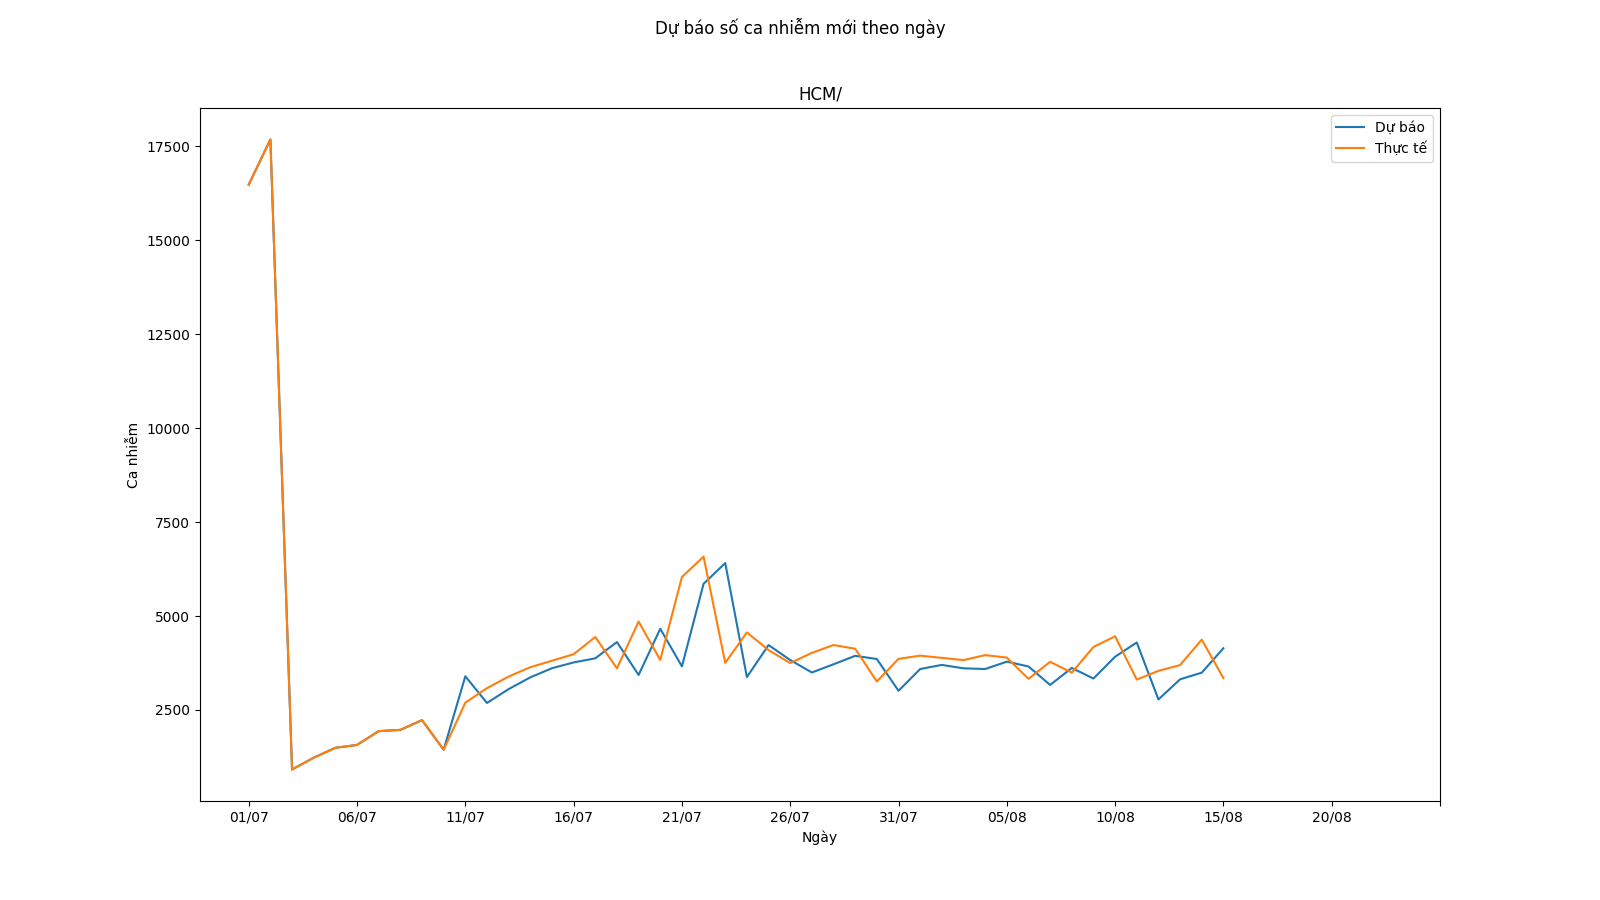 Dự báo số ca nhiễm mới theo ngày
HCM/
Dự báo
Thực tế
17500
15000
12500
10000
7500
5000
2500
Ca nhiễm
01/07 06/07 11/07 16/07 21/07 26/07 31/07 05/08 10/08 15/08 20/08
Ngày